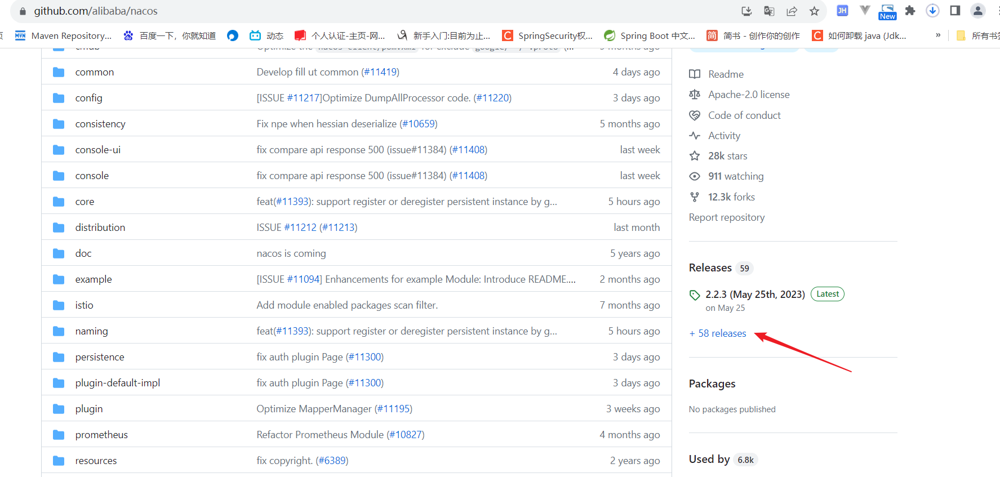 github.com/alibaba/nacos
New
Maven Repository... 百度一下，你就知道 动态 个人认证-主页-网... 新手入门:目前为止... SpringSecurity权... Spring Boot 中文... 简书 - 创作你的创作 如何卸载 java (Jdk... » 所有书签
common Develop fill ut common (#11419) 4 days ago
config [ISSUE #11217]Optimize DumpAllProcessor code. (#11220) 3 days ago
consistency Fix npe when hessian deserialize (#10659) 5 months ago
console-ui fix compare api response 500 (issue#11384) (#11408) last week
console fix compare api response 500 (issue#11384) (#11408) last week
core feat(#11393): support register or deregister persistent instance by g... 5 hours ago
distribution ISSUE #11212 (#11213) last month
doc nacos is coming 5 years ago
example [ISSUE #11094] Enhancements for example Module: Introduce README.... 2 months ago
istio Add module enabled packages scan filter. 7 months ago
naming feat(#11393): support register or deregister persistent instance by g... 5 hours ago
persistence fix auth plugin Page (#11300) 3 days ago
plugin-default-impl fix auth plugin Page (#11300) 3 days ago
plugin Optimize MapperManager (#11195) 3 weeks ago
prometheus Refactor Prometheus Module (#10827) 4 months ago
resources fix copyright. (#6389) 2 years ago
Readme
Apache-2.0 license
Code of conduct
Activity
28k stars
911 watching
12.3k forks
Report repository
Releases 59
2.2.3 (May 25th, 2023) Latest
on May 25
+ 58 releases
Packages
No packages published
Used by 6.8k